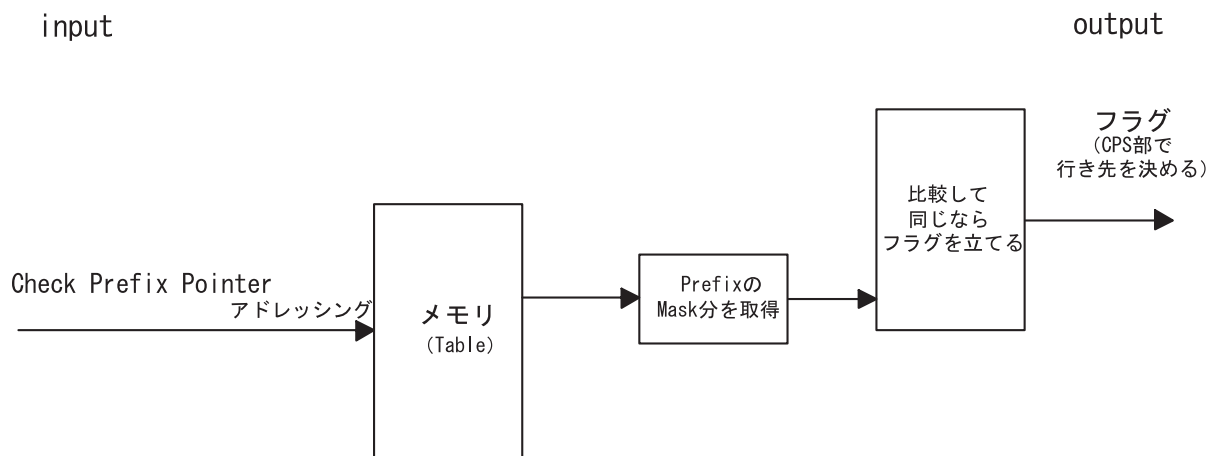 input
output
Check Prefix Pointer
アドレッシング
メモリ
(Table)
Prefixの
Mask分を取得
比較して
同じなら
フラグを立てる
フラグ
(CPS部で
行き先を決める)